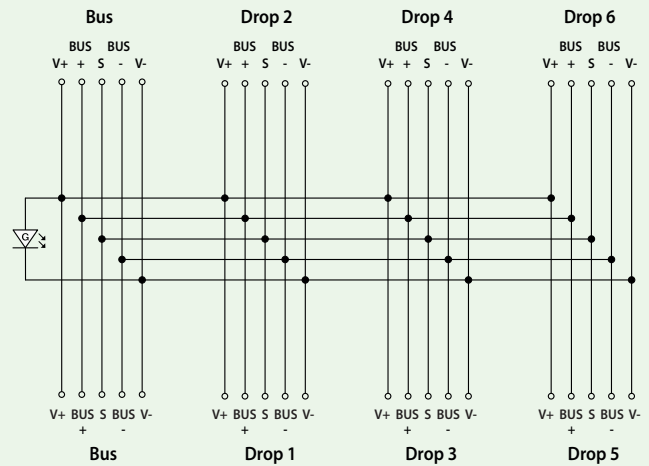 Bus Drop 2 Drop 4 Drop 6
BUS BUS BUS BUS BUS BUS BUS BUS
V+ + S - V- V+ + S - V- V+ + S - V- V+ + S - V-
G
V+ BUS S BUS V- V+ BUS S BUS V- V+ BUS S BUS V- V+ BUS S BUS V-
+ - + - + - + -
Bus Drop 1 Drop 3 Drop 5